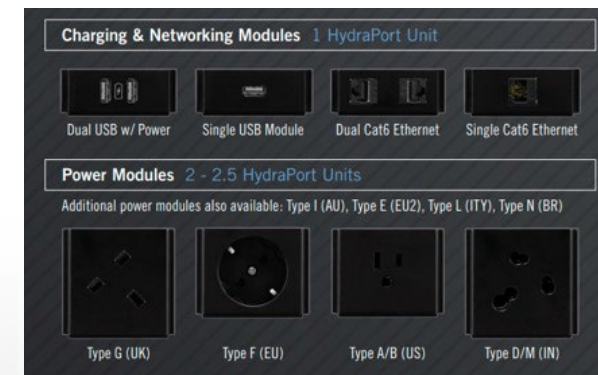 Charging & Networking Modules 1 HydraPort Unit
Dual USB w/ Power Single USB Module Dual Cat6 Ethernet Single Cat6 Ethernet
Power Modules 2 - 2.5 HydraPort Units
Additional power modules also available: Type I (AU), Type E (EU2), Type L (ITY), Type N (BR)
Type G (UK) Type F (EU) Type A/B (US) Type D/M (IN)